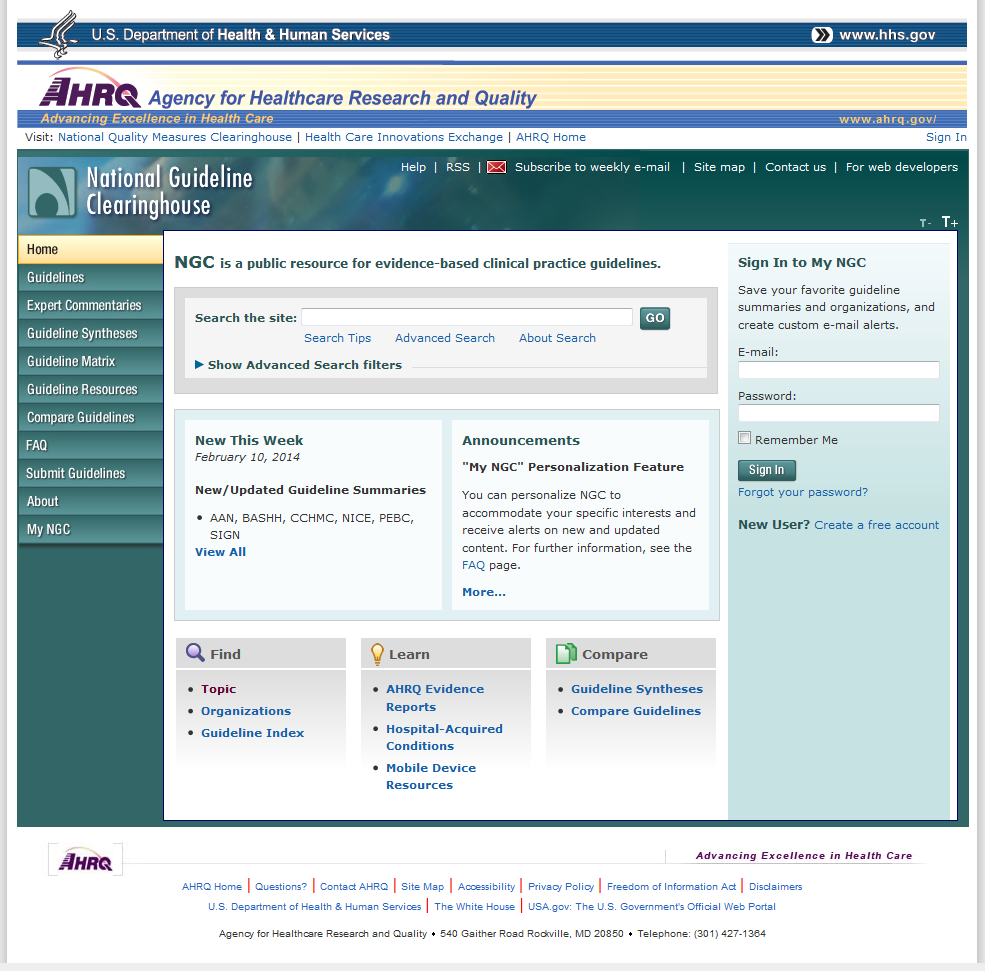 U.S. Department of Health & Human Services
www.hhs.gov
AHRQ Agency for Healthcare Research and Quality
Advancing Excellence in Health Care
www.ahrq.gov/
Visit: National Quality Measures Clearinghouse | Health Care Innovations Exchange | AHRQ Home
Sign In
National Guideline
Clearinghouse
Help | RSS | Subscribe to weekly e-mail | Site map | Contact us | For web developers
T- T+
Home
Guidelines
Expert Commentaries
Guideline Syntheses
Guideline Matrix
Guideline Resources
Compare Guidelines
FAQ
Submit Guidelines
About
My NGC
NGC is a public resource for evidence-based clinical practice guidelines.
Search the site: GO
Search Tips Advanced Search About Search
Show Advanced Search filters
New This Week
February 10, 2014
New/Updated Guideline Summaries
• AAN, BASHH, CCHMC, NICE, PEBC,
SIGN
View All
Announcements
"My NGC" Personalization Feature
You can personalize NGC to
accommodate your specific interests and
receive alerts on new and updated
content. For further information, see the
FAQ page.
More...
Find
• Topic
• Organizations
• Guideline Index
Learn
• AHRQ Evidence
Reports
• Hospital-Acquired
Conditions
• Mobile Device
Resources
Compare
• Guideline Syntheses
• Compare Guidelines
Sign In to My NGC
Save your favorite guideline
summaries and organizations, and
create custom e-mail alerts.
E-mail:
Password:
Remember Me
Sign In
Forgot your password?
New User? Create a free account
AHRQ
Advancing Excellence in Health Care
AHRQ Home | Questions? | Contact AHRQ | Site Map | Accessibility | Privacy Policy | Freedom of Information Act | Disclaimers
U.S. Department of Health & Human Services | The White House | USA.gov: The U.S. Government's Official Web Portal
Agency for Healthcare Research and Quality • 540 Gaither Road Rockville, MD 20850 • Telephone: (301) 427-1364